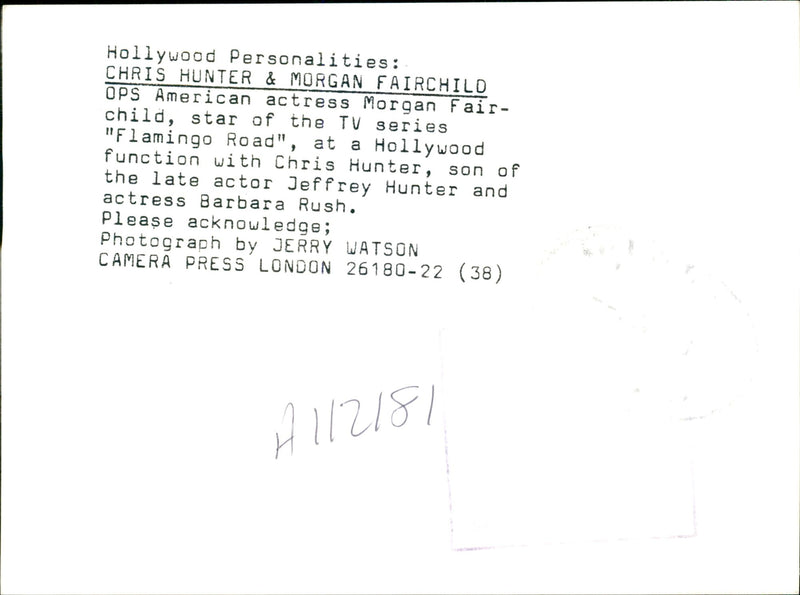 Hollywood Personalities:
CHRIS HUNTER & MORGAN FAIRCHILD
OPS American actress Morgan Fair-
child, star of the TV series
"Flamingo Road", at a Hollywood
function with Chris Hunter, son of
the late actor Jeffrey Hunter and
actress Barbara Rush.
Please acknowledge;
Photograph by JERRY WATSON
CAMERA PRESS LONDON 26180-22 (38)
A112181